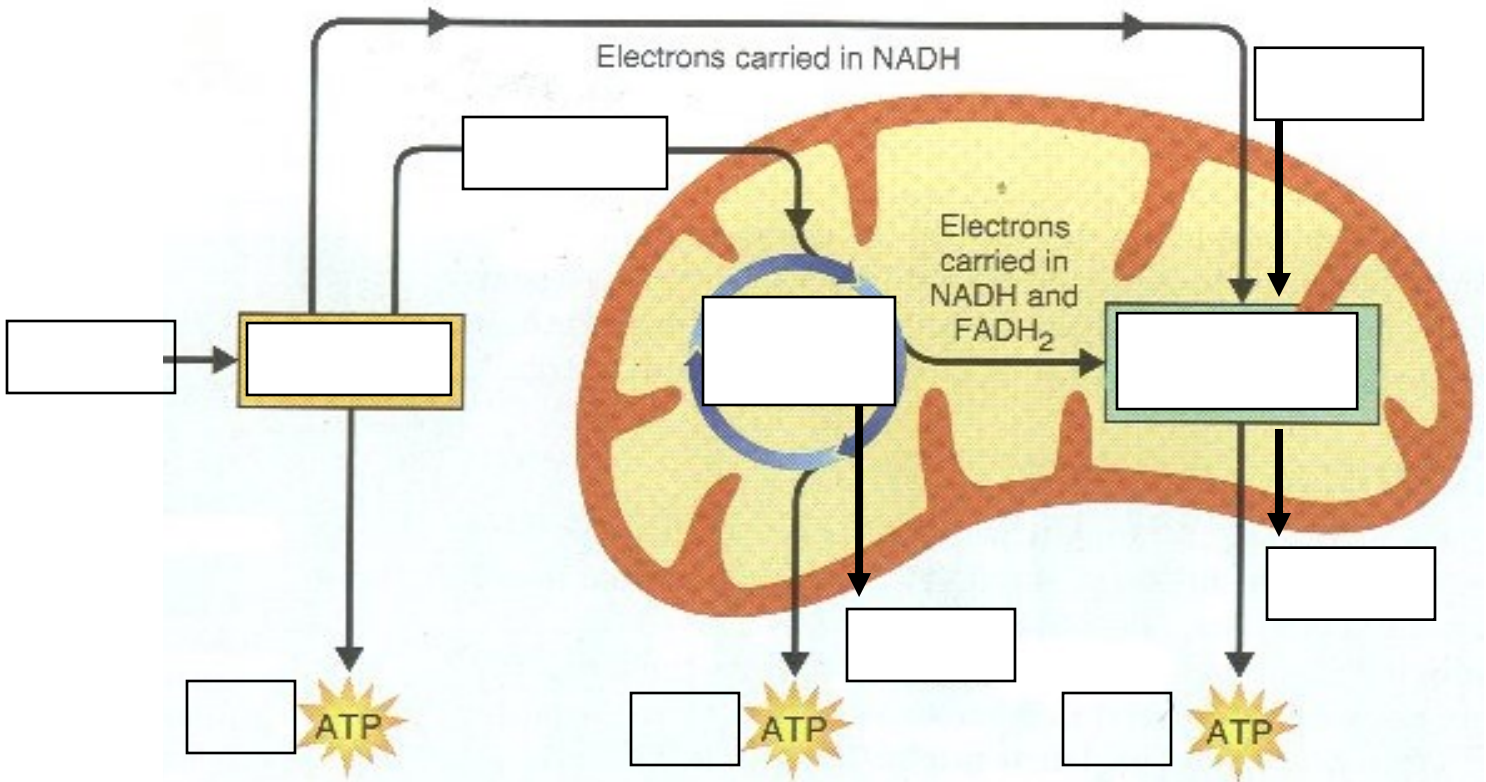 Electrons carried in NADH
Electrons
carried in
NADH and
FADH₂
ATP
ATP
ATP